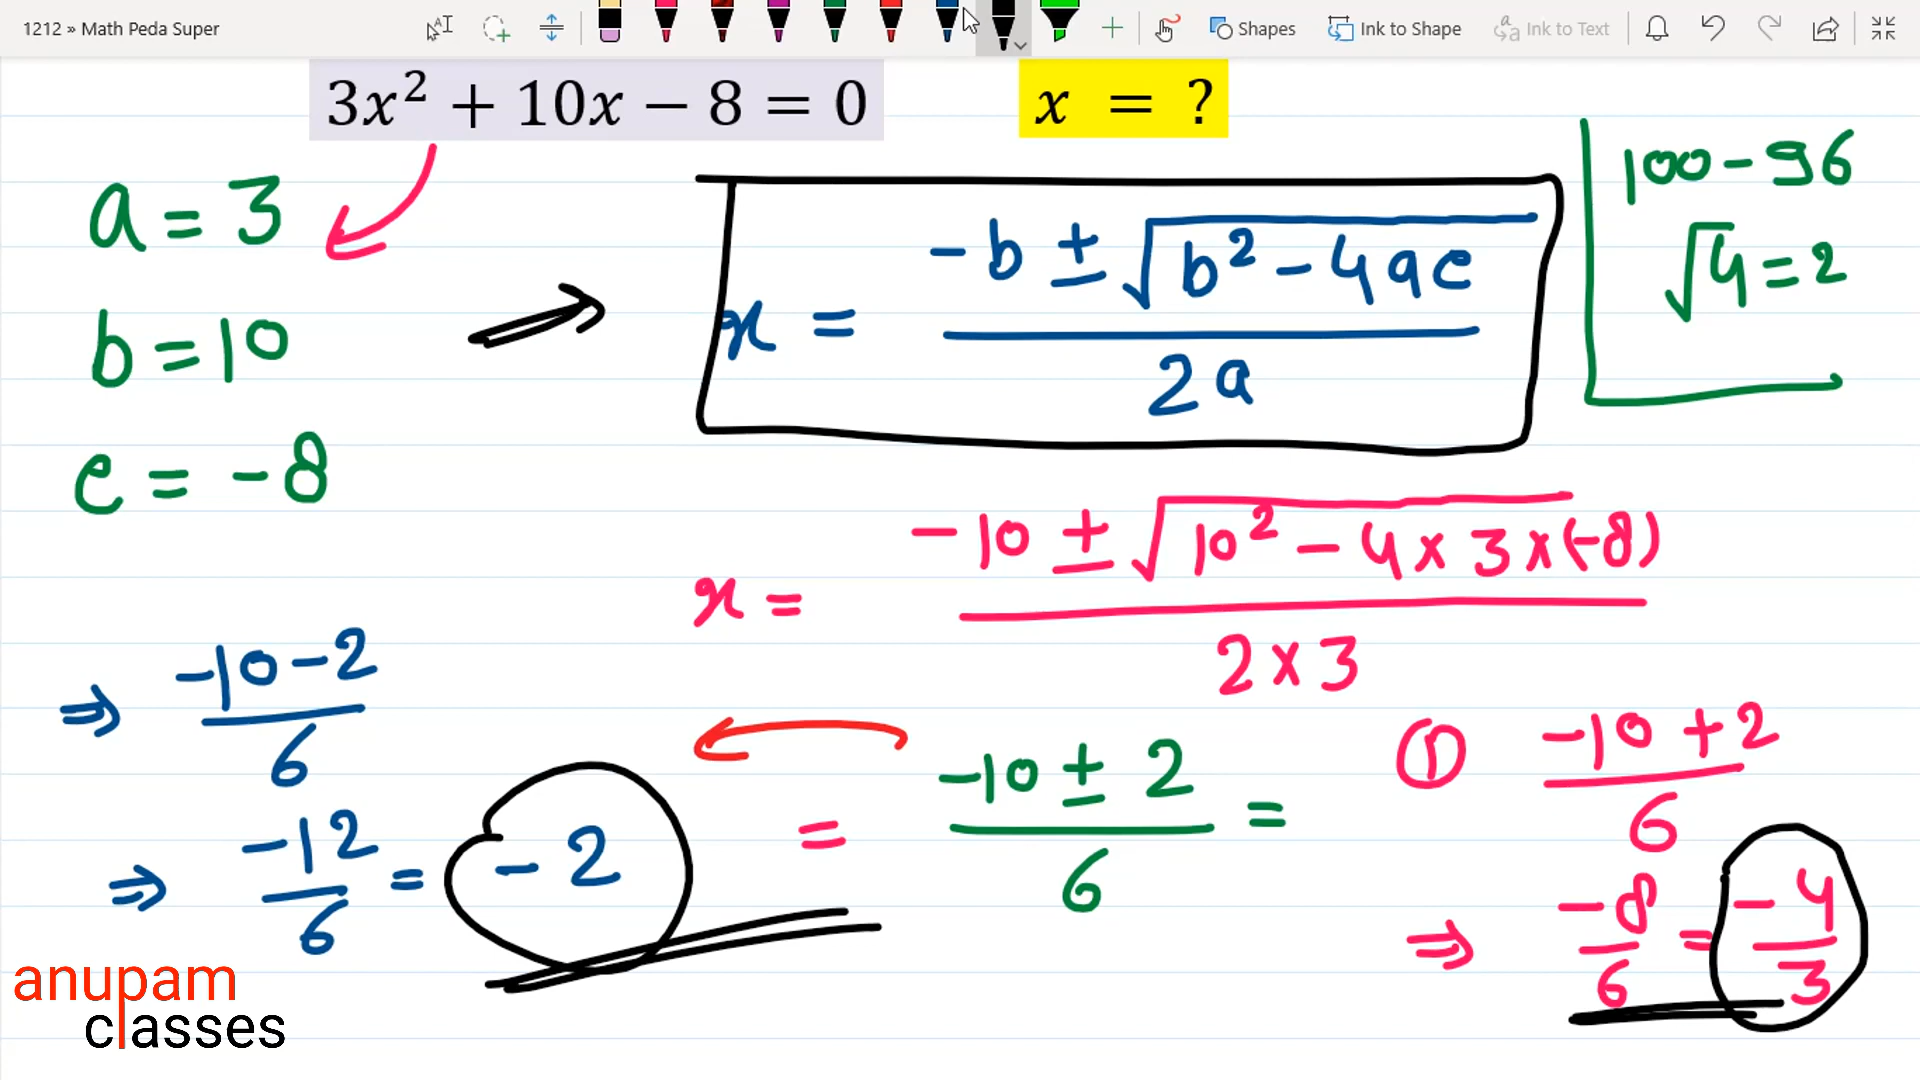 1212 » Math Peda Super
Shapes
Ink to Shape
Ink to Text
3x² + 10x − 8 = 0
x = ?
a = 3
b = 10
c = -8
x = (-b ± √(b² - 4ac)) / 2a
100 - 96
√4 = 2
x = (-10 ± √(10² - 4 × 3 × (-8))) / (2 × 3)
= (-10 ± 2) / 6 =
① (-10 + 2) / 6
⇒ -8/6 = -4/3
⇒ (-10 - 2) / 6
⇒ -12/6 = -2
anupam
classes